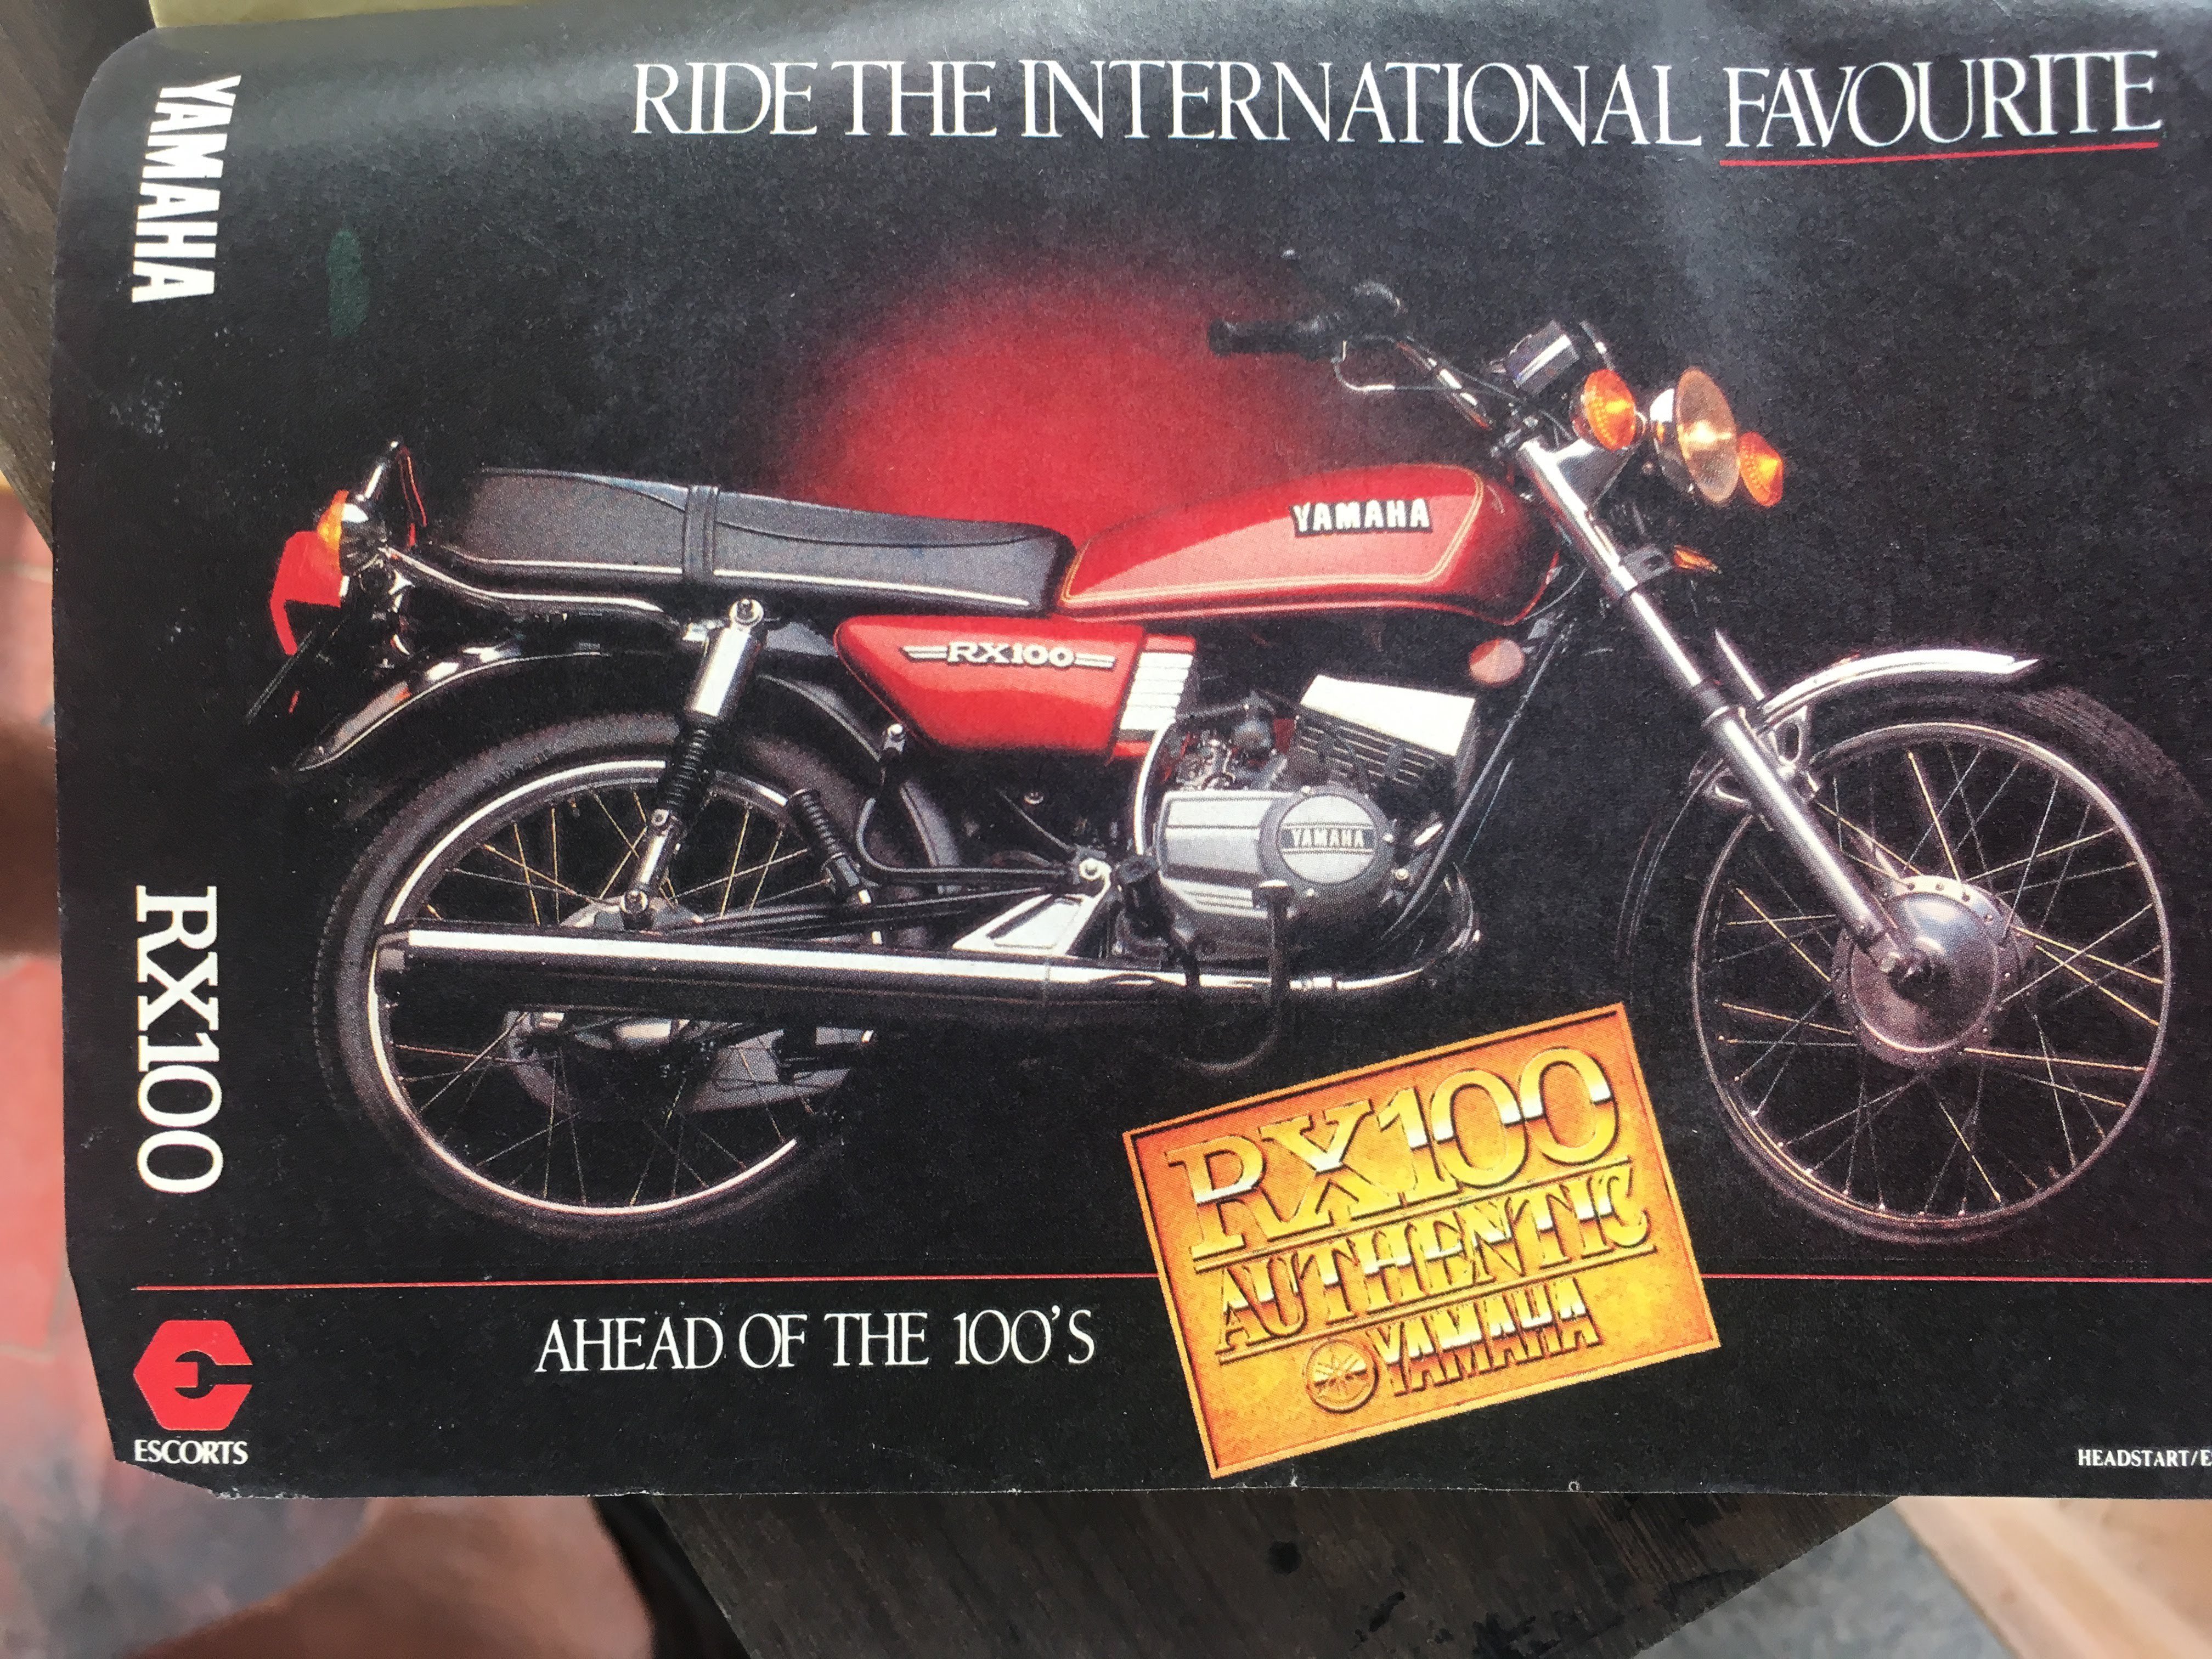 RIDE THE INTERNATIONAL FAVOURITE
YAMAHA
YAMAHA
RX100
YAMAHA
RX100
RX100
AUTHENTIC
YAMAHA
AHEAD OF THE 100'S
ESCORTS
HEADSTART/E